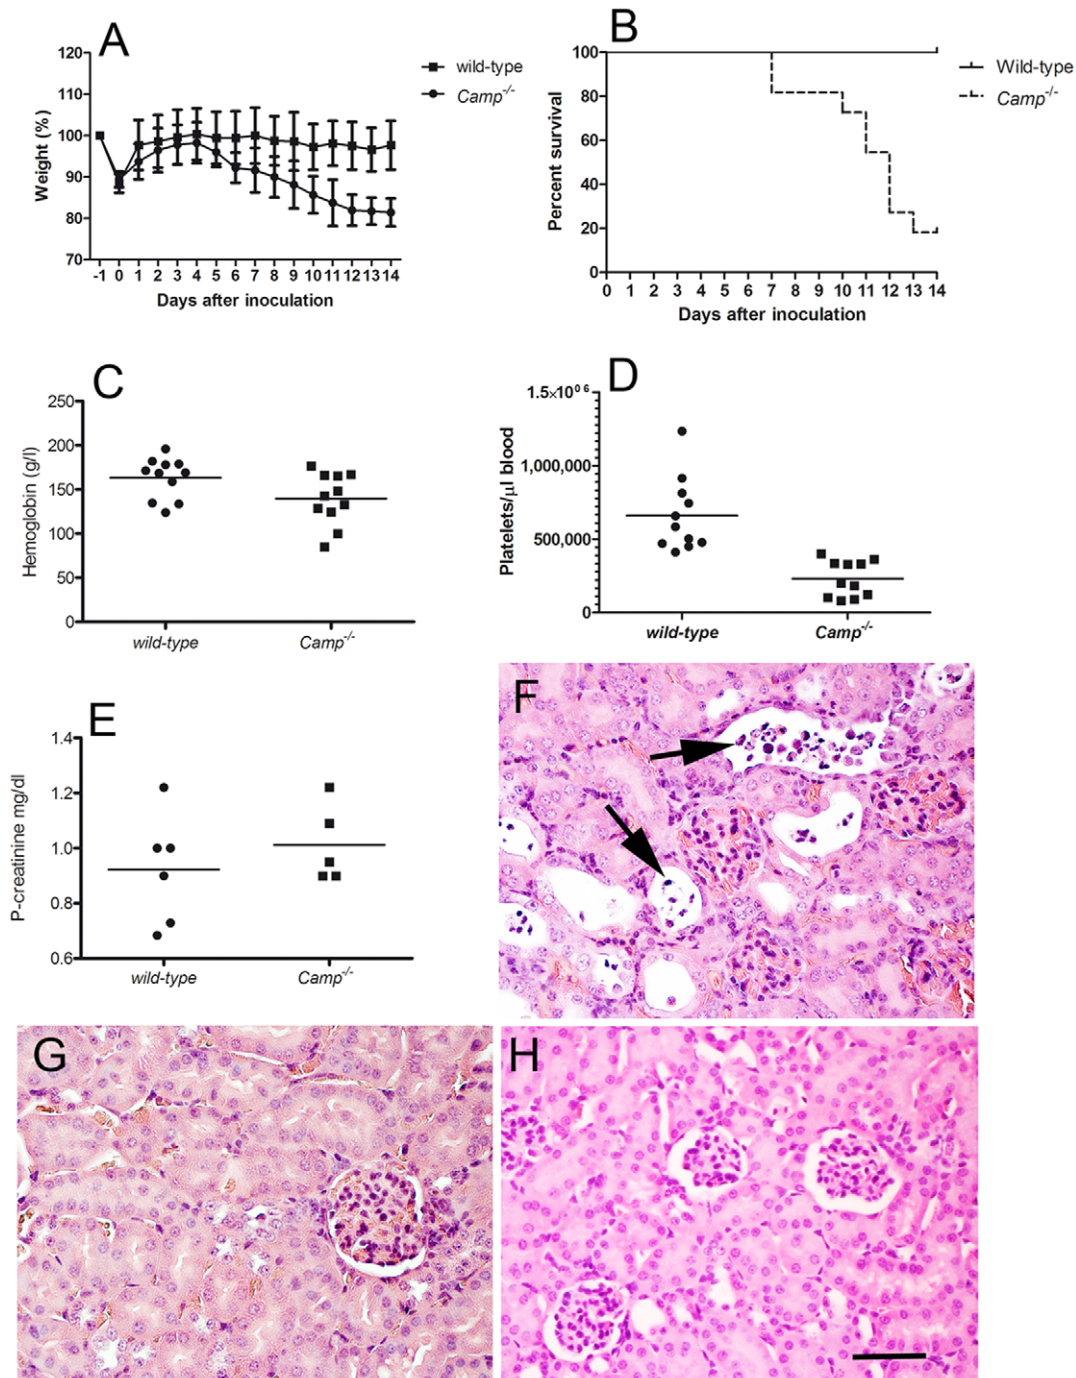 A
120
110
100
90
80
70
Weight (%)
wild-type
Camp-/-
-1 0 1 2 3 4 5 6 7 8 9 10 11 12 13 14
Days after inoculation
B
100
80
60
40
20
0
Percent survival
Wild-type
Camp-/-
0 1 2 3 4 5 6 7 8 9 10 11 12 13 14
Days after inoculation
C
250
200
150
100
50
0
Hemoglobin (g/l)
wild-type Camp-/-
D
1.5×10⁰⁶
1,000,000
500,000
0
Platelets/µl blood
wild-type Camp-/-
E
1.4
1.2
1.0
0.8
0.6
P-creatinine mg/dl
wild-type Camp-/-
F
G
H